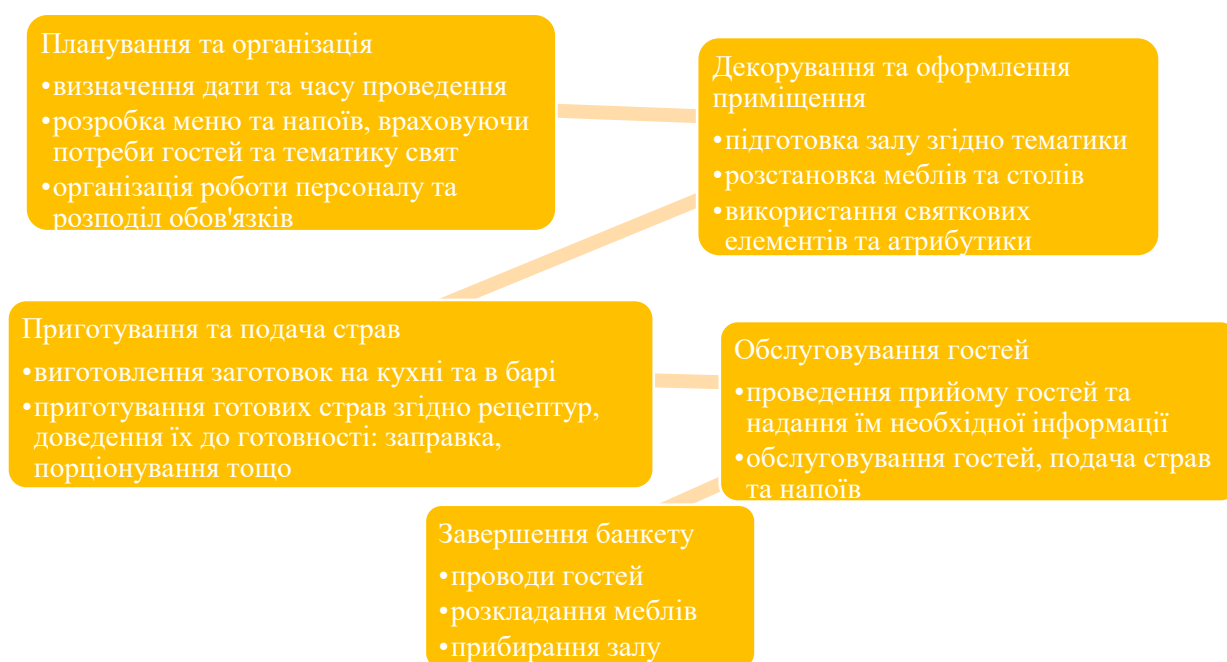 Планування та організація
•визначення дати та часу проведення
•розробка меню та напоїв, враховуючи
потреби гостей та тематику свят
•організація роботи персоналу та
розподіл обов'язків
Декорування та оформлення
приміщення
•підготовка залу згідно тематики
•розстановка меблів та столів
•використання святкових
елементів та атрибутики
Приготування та подача страв
•виготовлення заготовок на кухні та в барі
•приготування готових страв згідно рецептур,
доведення їх до готовності: заправка,
порціонування тощо
Обслуговування гостей
•проведення прийому гостей та
надання їм необхідної інформації
•обслуговування гостей, подача страв
та напоїв
Завершення банкету
•проводи гостей
•розкладання меблів
•прибирання залу